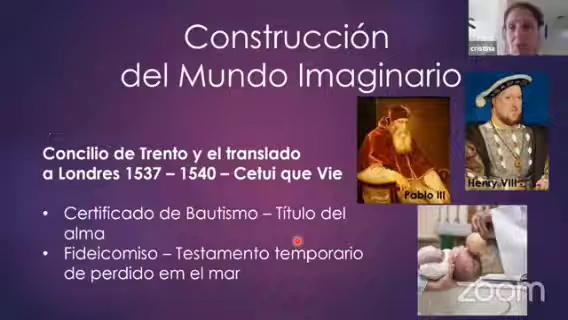 Construcción
del Mundo Imaginario
cristina
Concilio de Trento y el translado
a Londres 1537 – 1540 – Cetui que Vie
Pablo III
Henry VIII
• Certificado de Bautismo – Título del
alma
• Fideicomiso – Testamento temporario
de perdido em el mar
zoom